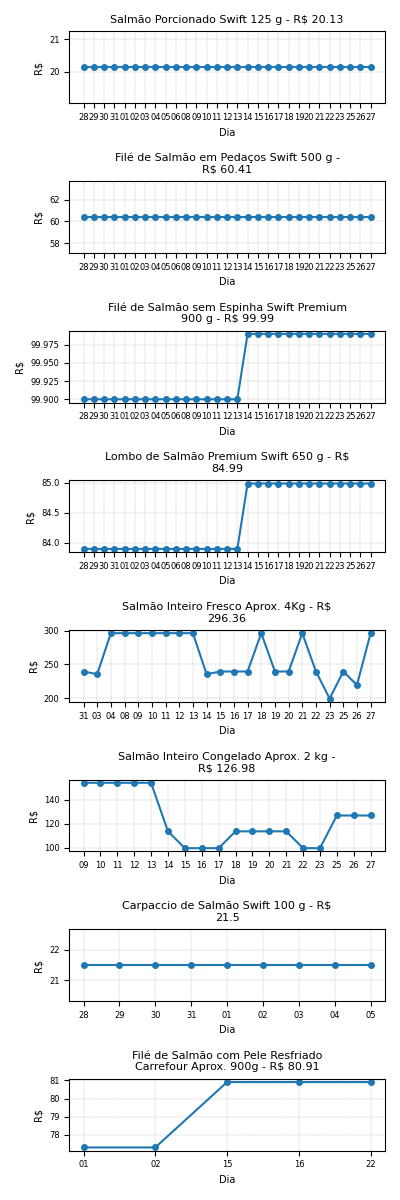 Salmão Porcionado Swift 125 g - R$ 20.13
21
20
R$
28 29 30 31 01 02 03 04 05 06 08 09 10 11 12 13 14 15 16 17 18 19 20 21 22 23 25 26 27
Dia
Filé de Salmão em Pedaços Swift 500 g -
R$ 60.41
62
60
58
R$
28 29 30 31 01 02 03 04 05 06 08 09 10 11 12 13 14 15 16 17 18 19 20 21 22 23 25 26 27
Dia
Filé de Salmão sem Espinha Swift Premium
900 g - R$ 99.99
99.975
99.950
99.925
99.900
R$
28 29 30 31 01 02 03 04 05 06 08 09 10 11 12 13 14 15 16 17 18 19 20 21 22 23 25 26 27
Dia
Lombo de Salmão Premium Swift 650 g - R$
84.99
85.0
84.5
84.0
R$
28 29 30 31 01 02 03 04 05 06 08 09 10 11 12 13 14 15 16 17 18 19 20 21 22 23 25 26 27
Dia
Salmão Inteiro Fresco Aprox. 4Kg - R$
296.36
300
250
200
R$
31 03 04 08 09 10 11 12 13 14 15 16 17 18 19 20 21 22 23 25 26 27
Dia
Salmão Inteiro Congelado Aprox. 2 kg -
R$ 126.98
140
120
100
R$
09 10 11 12 13 14 15 16 17 18 19 20 21 22 23 25 26 27
Dia
Carpaccio de Salmão Swift 100 g - R$
21.5
22
21
R$
28 29 30 31 01 02 03 04 05
Dia
Filé de Salmão com Pele Resfriado
Carrefour Aprox. 900g - R$ 80.91
81
80
79
78
R$
01 02 15 16 22
Dia